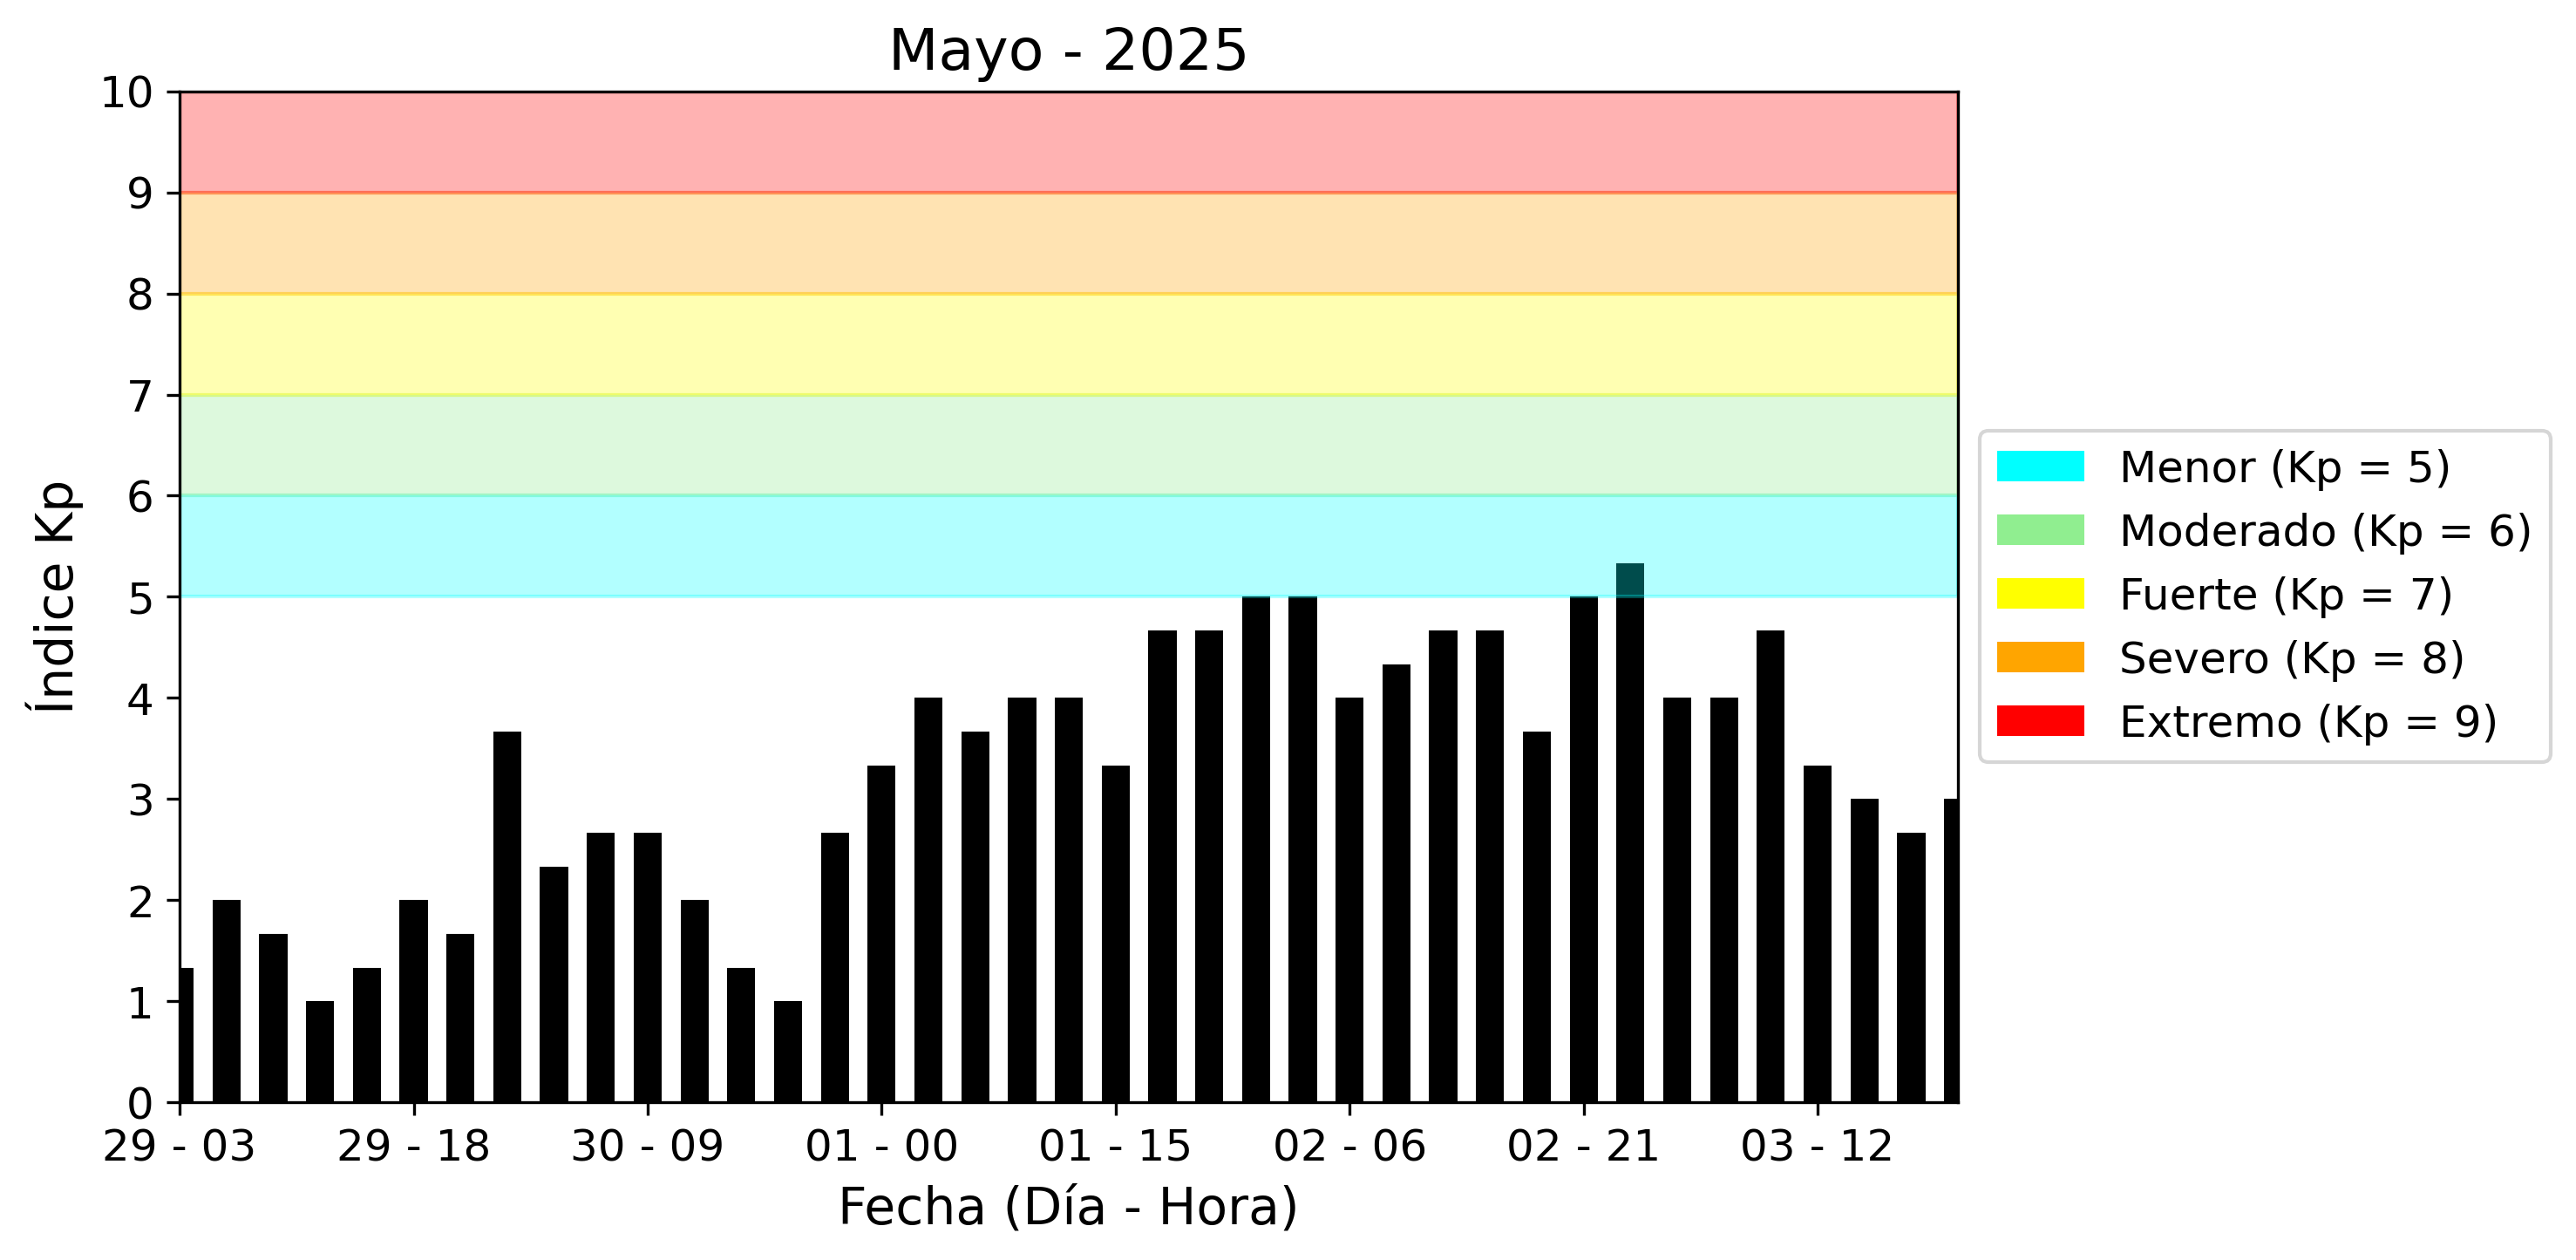 Mayo - 2025
10
9
8
7
6
5
4
3
2
1
0
Índice Kp
29 - 03 29 - 18 30 - 09 01 - 00 01 - 15 02 - 06 02 - 21 03 - 12
Fecha (Día - Hora)
Menor (Kp = 5)
Moderado (Kp = 6)
Fuerte (Kp = 7)
Severo (Kp = 8)
Extremo (Kp = 9)